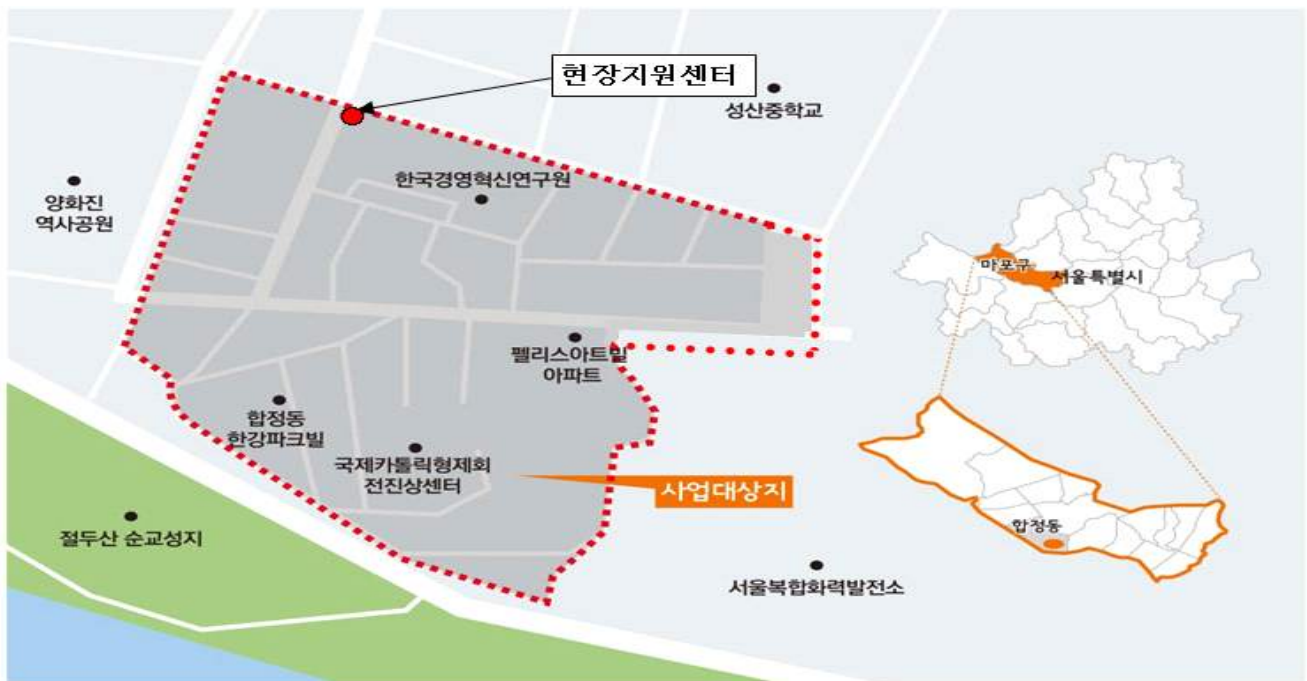 현장지원센터
성산중학교
한국경영혁신연구원
양화진
역사공원
마포구
서울특별시
펠리스아트빌
아파트
합정동
한강파크빌
국제카톨릭형제회
전진상센터
사업대상지
절두산 순교성지
합정동
서울복합화력발전소